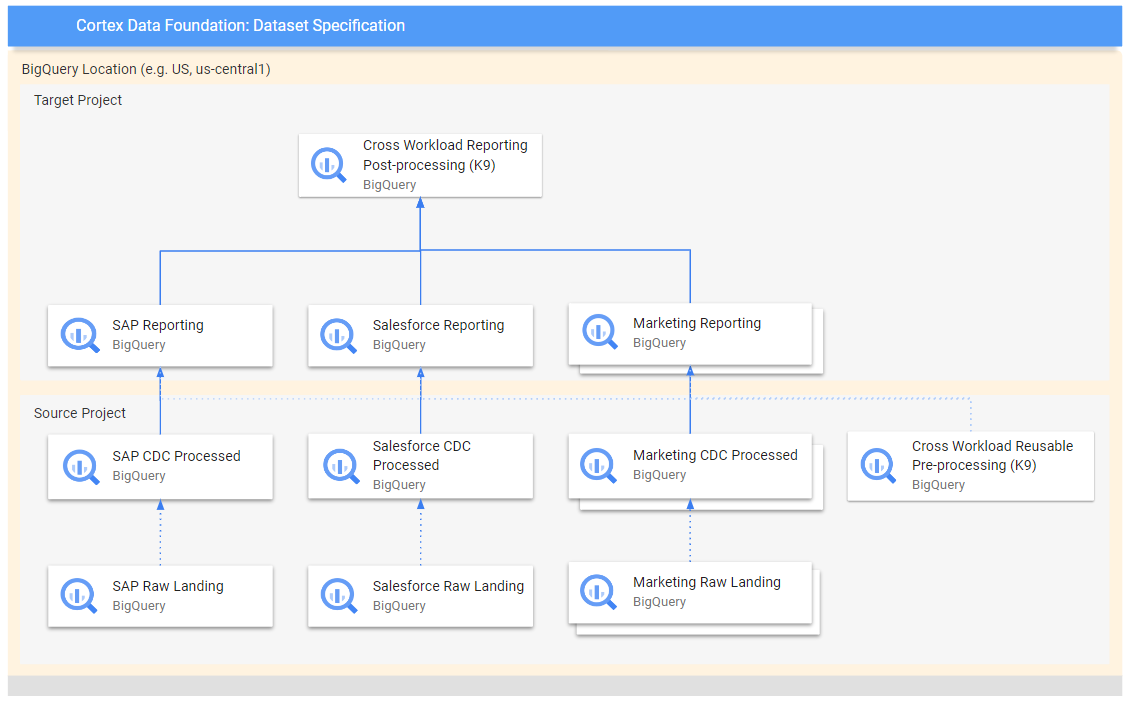 Cortex Data Foundation: Dataset Specification
BigQuery Location (e.g. US, us-central1)
Target Project
Cross Workload Reporting
Post-processing (K9)
BigQuery
SAP Reporting
BigQuery
Salesforce Reporting
BigQuery
Marketing Reporting
BigQuery
Source Project
SAP CDC Processed
BigQuery
Salesforce CDC
Processed
BigQuery
Marketing CDC Processed
BigQuery
Cross Workload Reusable
Pre-processing (K9)
BigQuery
SAP Raw Landing
BigQuery
Salesforce Raw Landing
BigQuery
Marketing Raw Landing
BigQuery